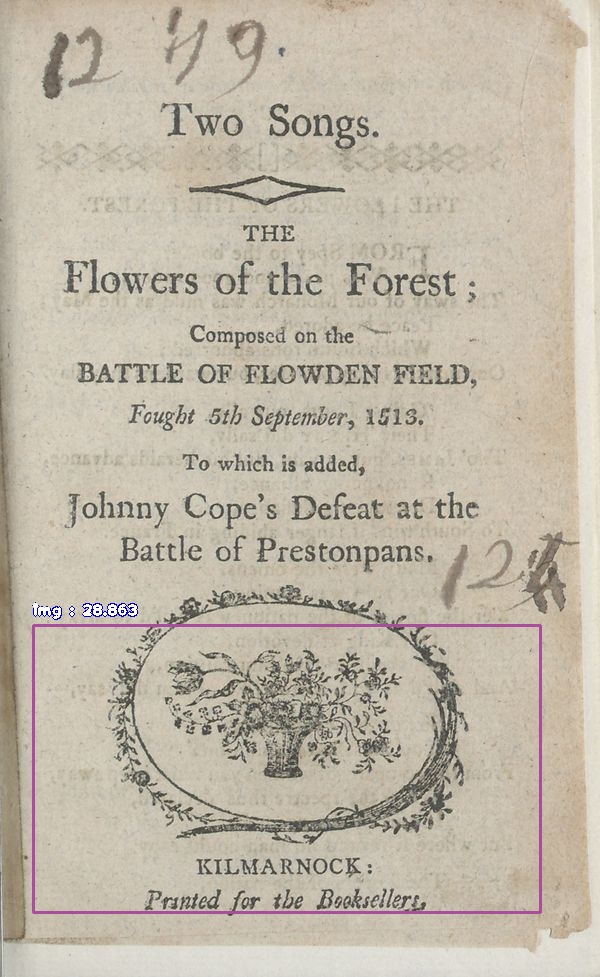 12 49.
Two Songs.
THE
Flowers of the Forest;
Composed on the
BATTLE OF FLOWDEN FIELD,
Fought 5th September, 1513.
To which is added,
Johnny Cope's Defeat at the
Battle of Prestonpans.
img : 28.863
KILMARNOCK:
Printed for the Booksellers.